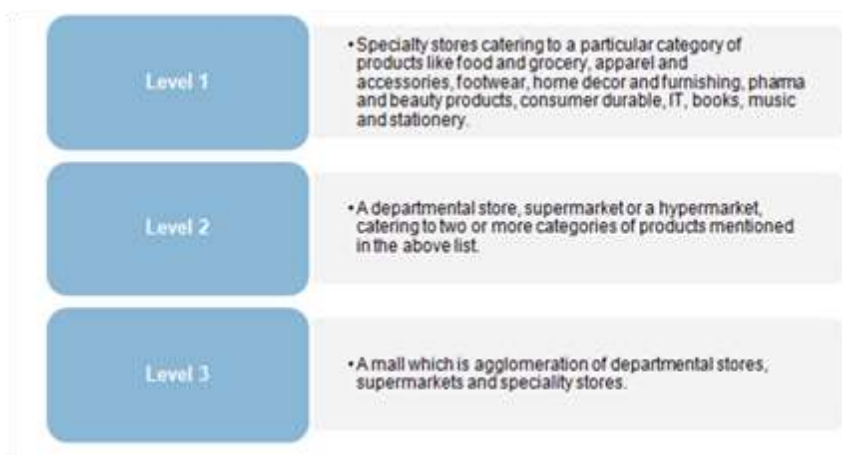 Level 1
•Specialty stores catering to a particular category of
products like food and grocery, apparel and
accessories, footwear, home decor and furnishing, pharma
and beauty products, consumer durable, IT, books, music
and stationery.
Level 2
•A departmental store, supermarket or a hypermarket,
catering to two or more categories of products mentioned
in the above list.
Level 3
•A mall which is agglomeration of departmental stores,
supermarkets and speciality stores.